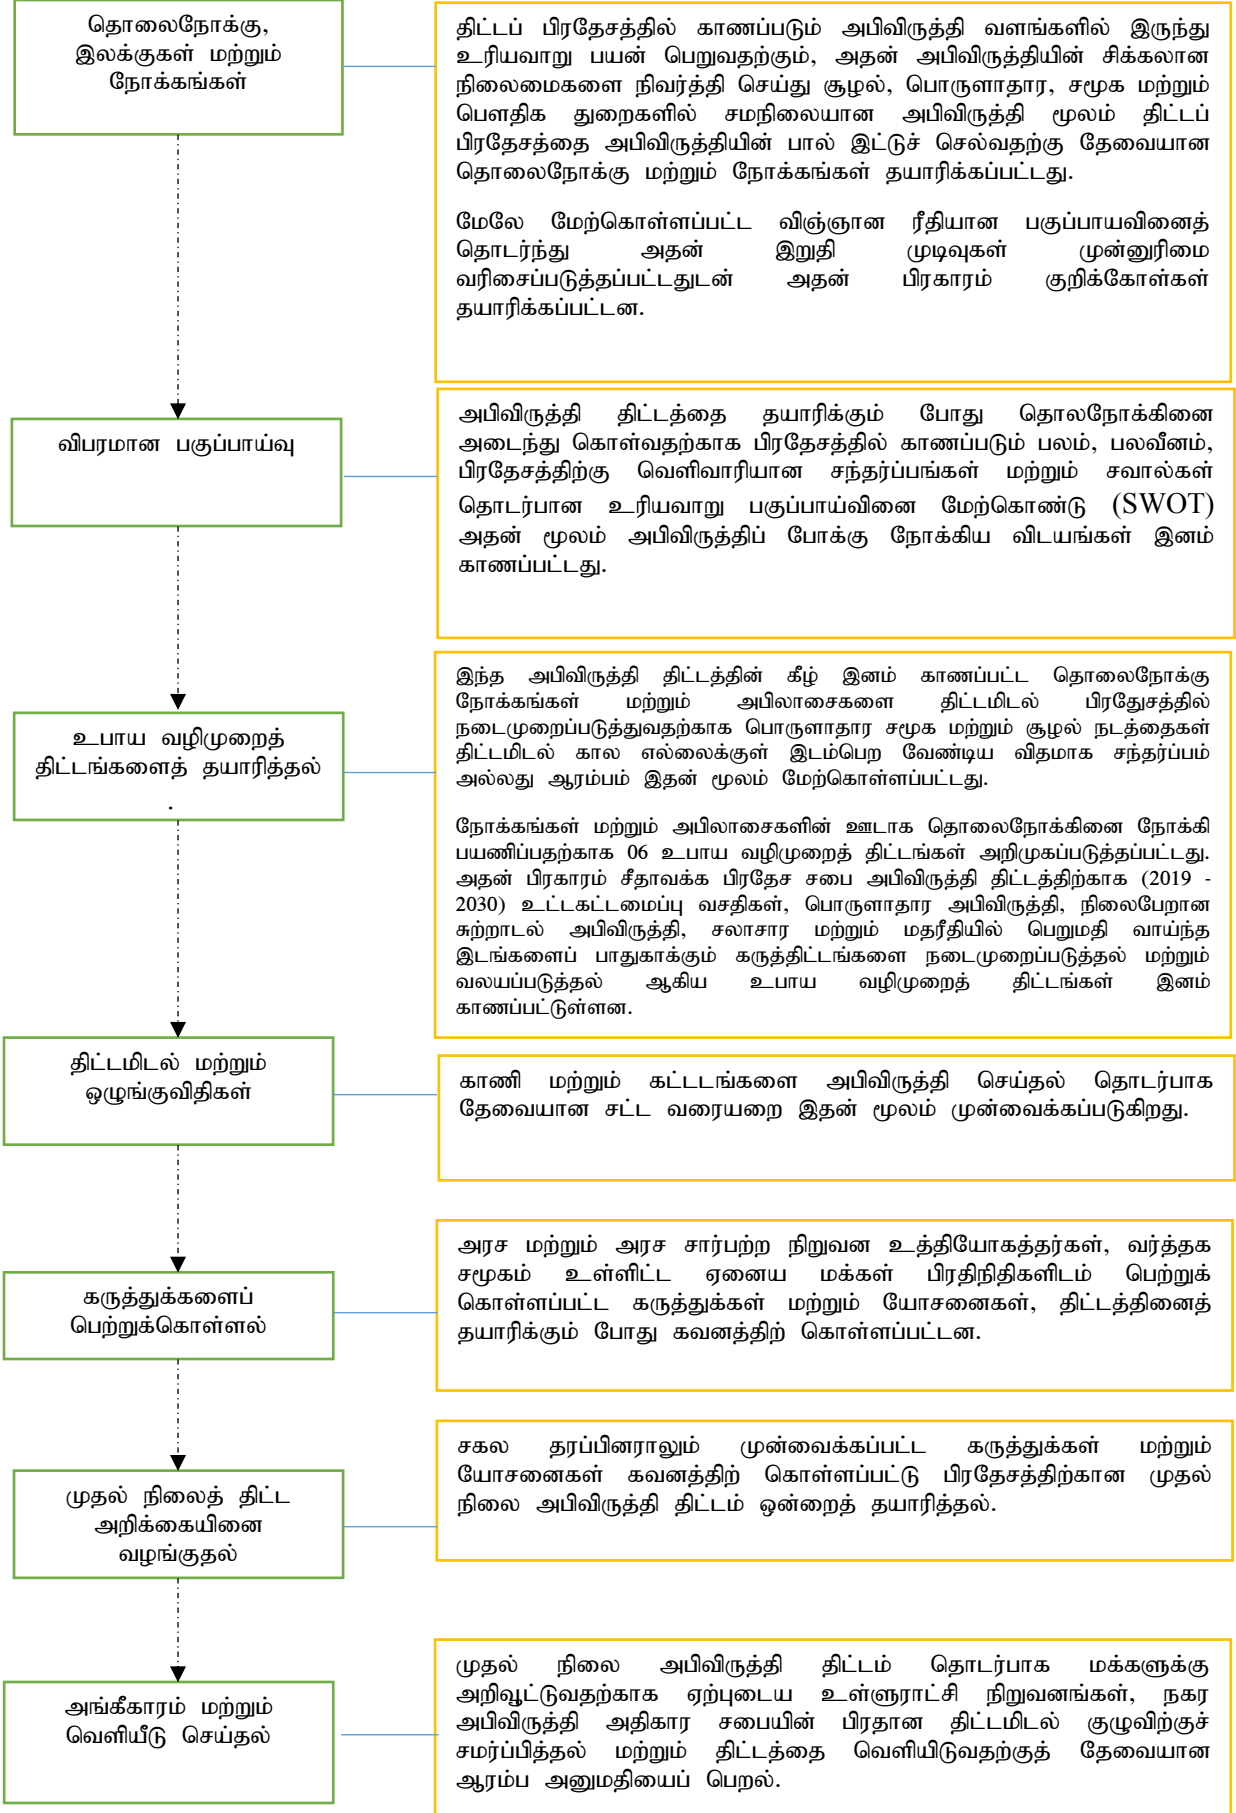 தொலைநோக்கு,
இலக்குகள் மற்றும்
நோக்கங்கள்
திட்டப் பிரதேசத்தில் காணப்படும் அபிவிருத்தி வளங்களில் இருந்து
உரியவாறு பயன் பெறுவதற்கும், அதன் அபிவிருத்தியின் சிக்கலான
நிலைமைகளை நிவர்த்தி செய்து சூழல், பொருளாதார, சமூக மற்றும்
பௌதிக துறைகளில் சமநிலையான அபிவிருத்தி மூலம் திட்டப்
பிரதேசத்தை அபிவிருத்தியின் பால் இட்டுச் செல்வதற்கு தேவையான
தொலைநோக்கு மற்றும் நோக்கங்கள் தயாரிக்கப்பட்டது.
மேலே மேற்கொள்ளப்பட்ட விஞ்ஞான ரீதியான பகுப்பாயவினைத்
தொடர்ந்து அதன் இறுதி முடிவுகள் முன்னுரிமை
வரிசைப்படுத்தப்பட்டதுடன் அதன் பிரகாரம் குறிக்கோள்கள்
தயாரிக்கப்பட்டன.
விபரமான பகுப்பாய்வு
அபிவிருத்தி திட்டத்தை தயாரிக்கும் போது தொலநோக்கினை
அடைந்து கொள்வதற்காக பிரதேசத்தில் காணப்படும் பலம், பலவீனம்,
பிரதேசத்திற்கு வெளிவாரியான சந்தர்ப்பங்கள் மற்றும் சவால்கள்
தொடர்பான உரியவாறு பகுப்பாய்வினை மேற்கொண்டு (SWOT)
அதன் மூலம் அபிவிருத்திப் போக்கு நோக்கிய விடயங்கள் இனம்
காணப்பட்டது.
உபாய வழிமுறைத்
திட்டங்களைத் தயாரித்தல்
.
இந்த அபிவிருத்தி திட்டத்தின் கீழ் இனம் காணப்பட்ட தொலைநோக்கு
நோக்கங்கள் மற்றும் அபிலாசைகளை திட்டமிடல் பிரதேுசத்தில்
நடைமுறைப்படுத்துவதற்காக பொருளாதார சமூக மற்றும் சூழல் நடத்தைகள்
திட்டமிடல் கால எல்லைக்குள் இடம்பெற வேண்டிய விதமாக சந்தர்ப்பம்
அல்லது ஆரம்பம் இதன் மூலம் மேற்கொள்ளப்பட்டது.
நோக்கங்கள் மற்றும் அபிலாசைகளின் ஊடாக தொலைநோக்கினை நோக்கி
பயணிப்பதற்காக 06 உபாய வழிமுறைத் திட்டங்கள் அறிமுகப்படுத்தப்பட்டது.
அதன் பிரகாரம் சீதாவக்க பிரதேச சபை அபிவிருத்தி திட்டத்திற்காக (2019 -
2030) உட்டகட்டமைப்பு வசதிகள், பொருளாதார அபிவிருத்தி, நிலைபேறான
சுற்றாடல் அபிவிருத்தி, சலாசார மற்றும் மதரீதியில் பெறுமதி வாய்ந்த
இடங்களைப் பாதுகாக்கும் கருத்திட்டங்களை நடைமுறைப்படுத்தல் மற்றும்
வலயப்படுத்தல் ஆகிய உபாய வழிமுறைத் திட்டங்கள் இனம்
காணப்பட்டுள்ளன.
திட்டமிடல் மற்றும்
ஒழுங்குவிதிகள்
காணி மற்றும் கட்டடங்களை அபிவிருத்தி செய்தல் தொடர்பாக
தேவையான சட்ட வரையறை இதன் மூலம் முன்வைக்கப்படுகிறது.
கருத்துக்களைப்
பெற்றுக்கொள்ளல்
அரச மற்றும் அரச சார்பற்ற நிறுவன உத்தியோகத்தர்கள், வர்த்தக
சமூகம் உள்ளிட்ட ஏனைய மக்கள் பிரதிநிதிகளிடம் பெற்றுக்
கொள்ளப்பட்ட கருத்துக்கள் மற்றும் யோசனைகள், திட்டத்தினைத்
தயாரிக்கும் போது கவனத்திற் கொள்ளப்பட்டன.
முதல் நிலைத் திட்ட
அறிக்கையினை
வழங்குதல்
சகல தரப்பினராலும் முன்வைக்கப்பட்ட கருத்துக்கள் மற்றும்
யோசனைகள் கவனத்திற் கொள்ளப்பட்டு பிரதேசத்திற்கான முதல்
நிலை அபிவிருத்தி திட்டம் ஒன்றைத் தயாரித்தல்.
அங்கீகாரம் மற்றும்
வெளியீடு செய்தல்
முதல் நிலை அபிவிருத்தி திட்டம் தொடர்பாக மக்களுக்கு
அறிவூட்டுவதற்காக ஏற்புடைய உள்ளுராட்சி நிறுவனங்கள், நகர
அபிவிருத்தி அதிகார சபையின் பிரதான திட்டமிடல் குழுவிற்குச்
சமர்ப்பித்தல் மற்றும் திட்டத்தை வெளியிடுவதற்குத் தேவையான
ஆரம்ப அனுமதியைப் பெறல்.